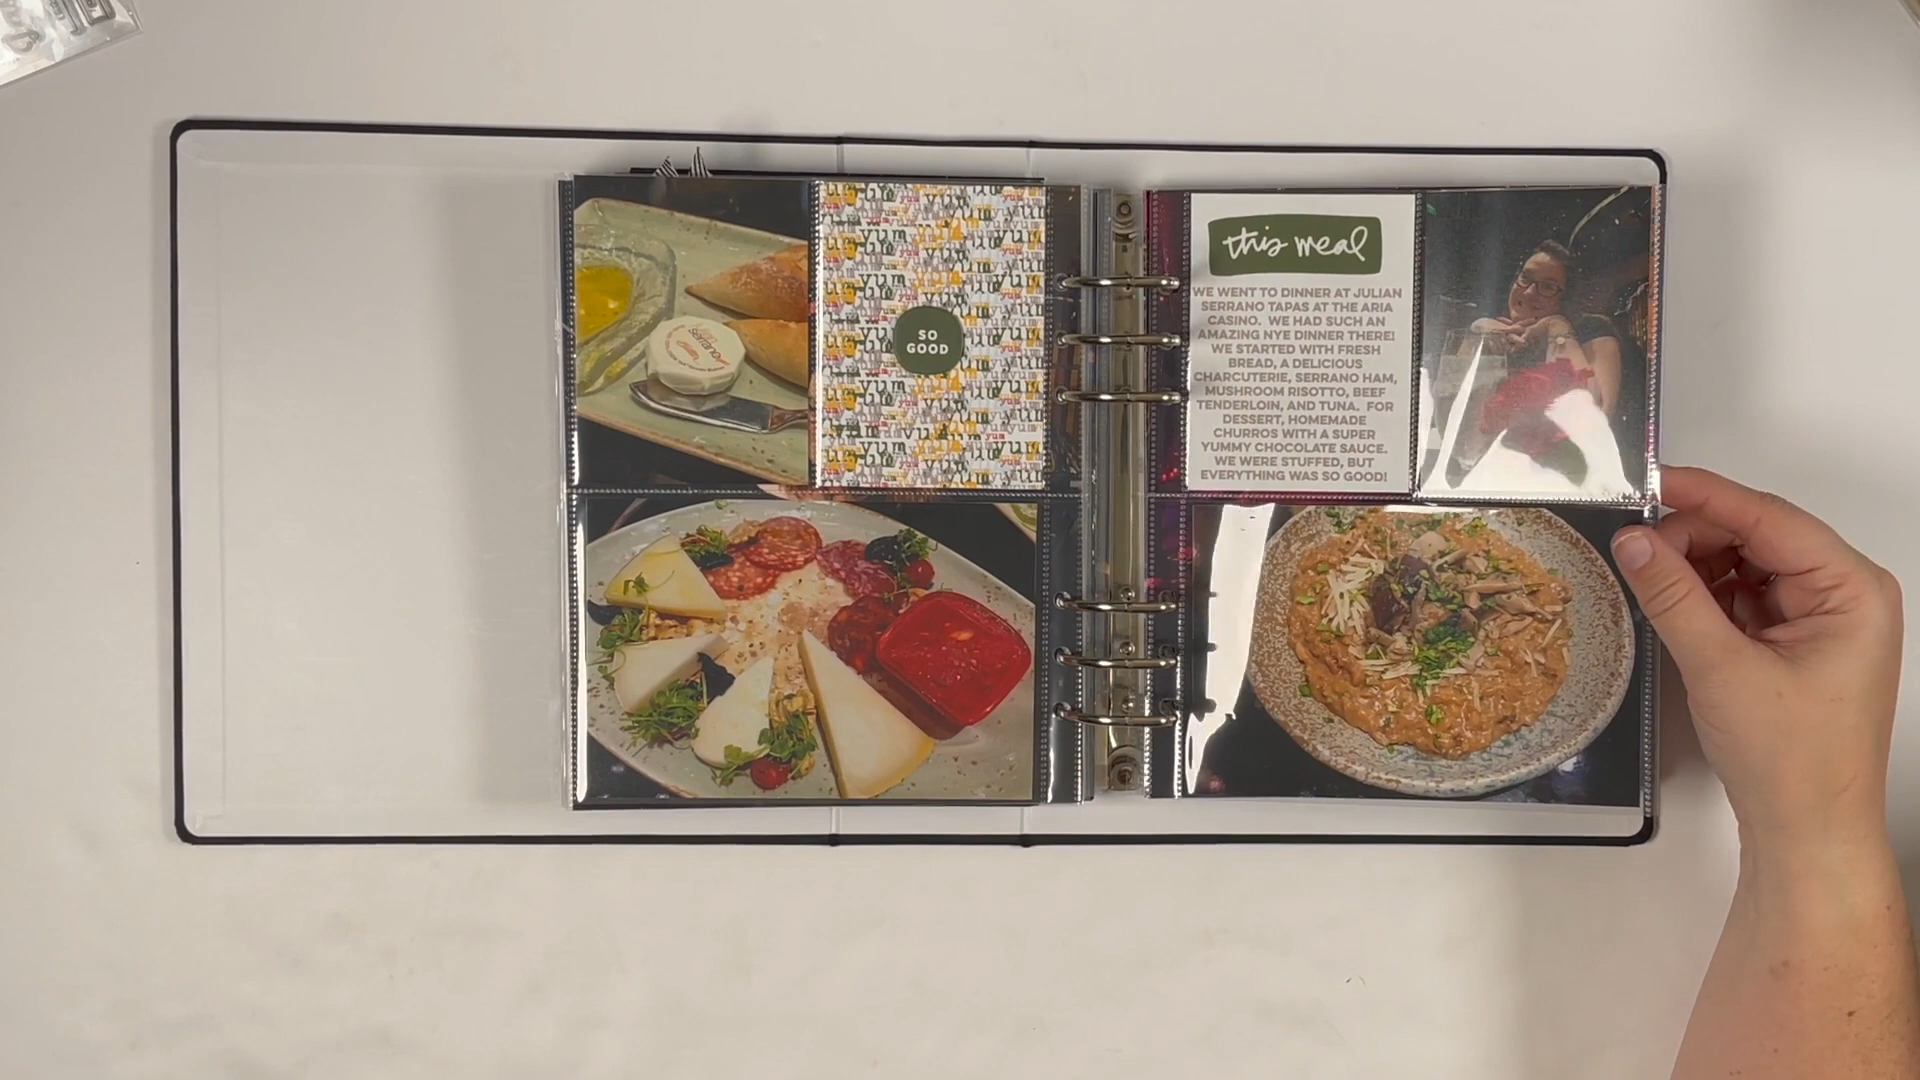 Serrano
yum
SO
GOOD
this meal
WE WENT TO DINNER AT JULIAN
SERRANO TAPAS AT THE ARIA
CASINO. WE HAD SUCH AN
AMAZING NYE DINNER THERE!
WE STARTED WITH FRESH
BREAD, A DELICIOUS
CHARCUTERIE, SERRANO HAM,
MUSHROOM RISOTTO, BEEF
TENDERLOIN, AND TUNA. FOR
DESSERT, HOMEMADE
CHURROS WITH A SUPER
YUMMY CHOCOLATE SAUCE.
WE WERE STUFFED, BUT
EVERYTHING WAS SO GOOD!